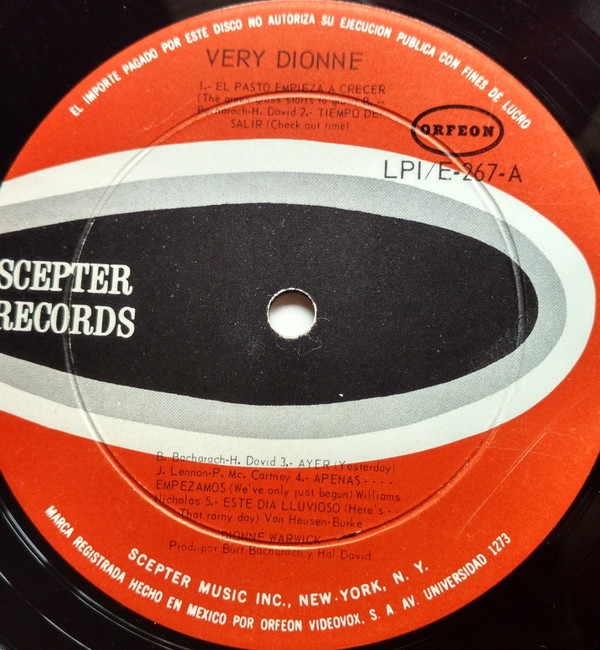 EL IMPORTE PAGADO POR ESTE DISCO NO AUTORIZA SU EJECUCION PUBLICA CON FINES DE LUCRO
VERY DIONNE
1.- EL PASTO EMPIEZA A CRECER
(The green grass starts to grow) B. --
Bacharach-H. David 2.- TIEMPO DE-
SALIR (Check out time)
ORFEON
LPI/E-267-A
SCEPTER
RECORDS
B. Bacharach-H. David 3.- AYER (Yesterday)
J. Lennon-P. Mc. Cartney 4.- APENAS - - - -
EMPEZAMOS (We've only just begun) Williams
Nicholas 5.- ESTE DIA LLUVIOSO (Here's - -
That rainy day) Van Heusen-Burke
DIONNE WARWICK
Prod. por Burt Bacharach y Hal David
SCEPTER MUSIC INC., NEW-YORK, N. Y.
MARCA REGISTRADA HECHO EN MEXICO POR ORFEON VIDEOVOX, S. A AV. UNIVERSIDAD 1273